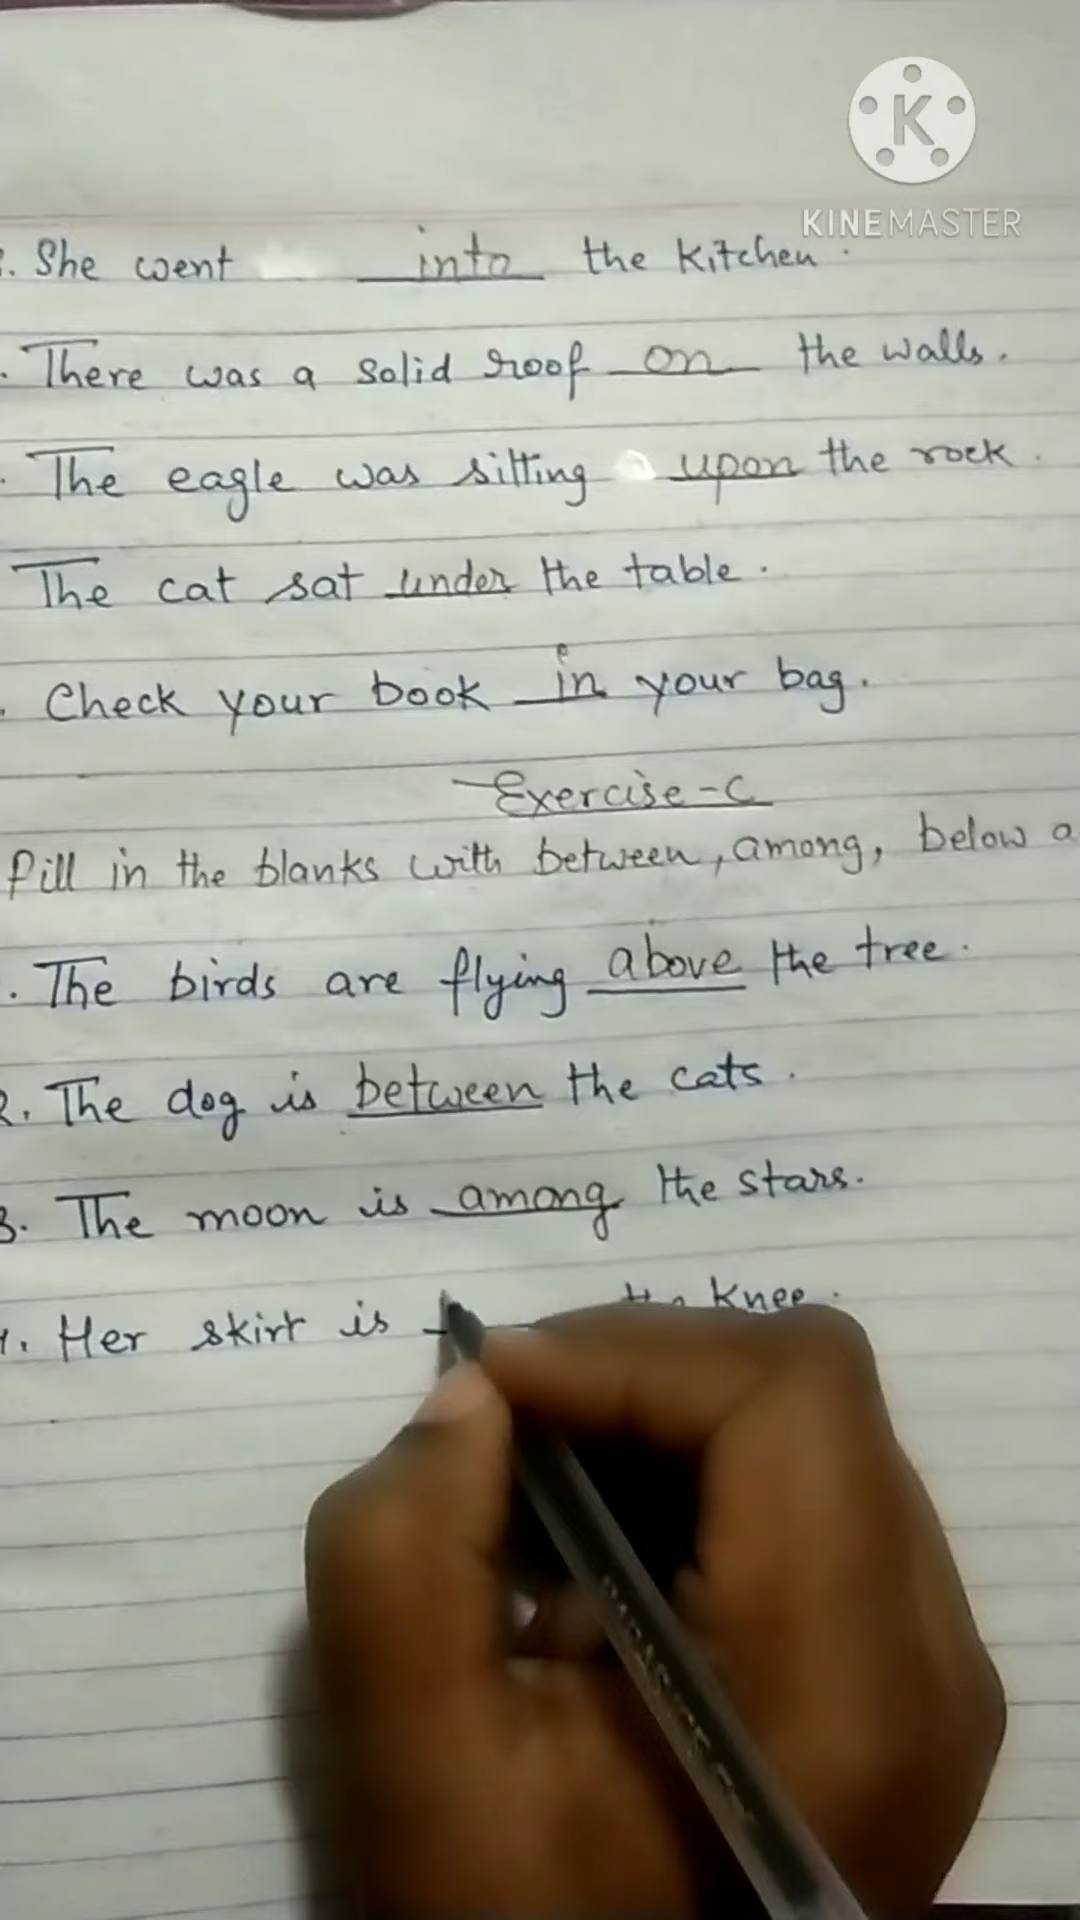 K
KINEMASTER
. She went into the kitchen.
. There was a solid roof on the walls.
. The eagle was sitting upon the rock.
The cat sat under the table.
. Check your book in your bag.
Exercise-C
fill in the blanks with between, among, below a
. The birds are flying above the tree.
2. The dog is between the cats.
3. The moon is among the stars.
4. Her skirt is the knee.